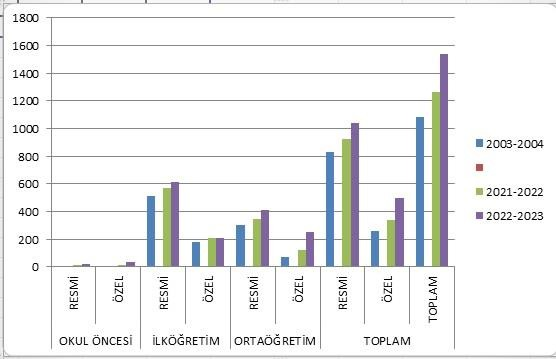 1800
1600
1400
1200
1000
800
600
400
200
0
2003-2004
2021-2022
2022-2023
RESMİ
ÖZEL
RESMİ
ÖZEL
RESMİ
ÖZEL
RESMİ
ÖZEL
TOPLAM
OKUL ÖNCESİ İLKÖĞRETİM ORTAÖĞRETİM TOPLAM